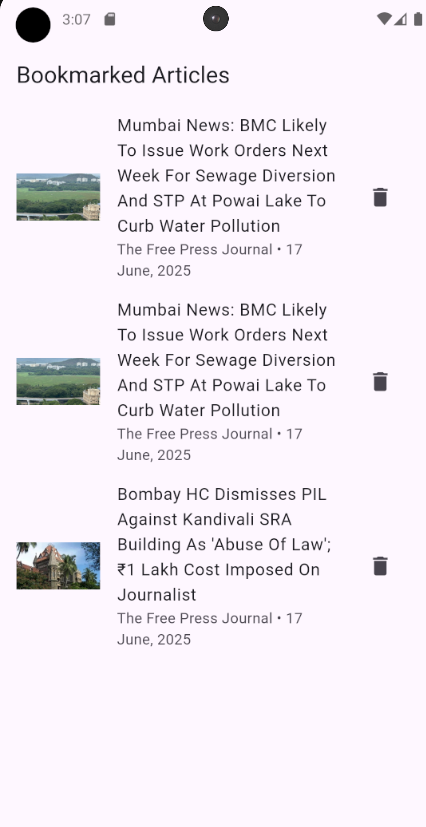 3:07
Bookmarked Articles
Mumbai News: BMC Likely
To Issue Work Orders Next
Week For Sewage Diversion
And STP At Powai Lake To
Curb Water Pollution
The Free Press Journal • 17
June, 2025
Mumbai News: BMC Likely
To Issue Work Orders Next
Week For Sewage Diversion
And STP At Powai Lake To
Curb Water Pollution
The Free Press Journal • 17
June, 2025
Bombay HC Dismisses PIL
Against Kandivali SRA
Building As 'Abuse Of Law';
₹1 Lakh Cost Imposed On
Journalist
The Free Press Journal • 17
June, 2025